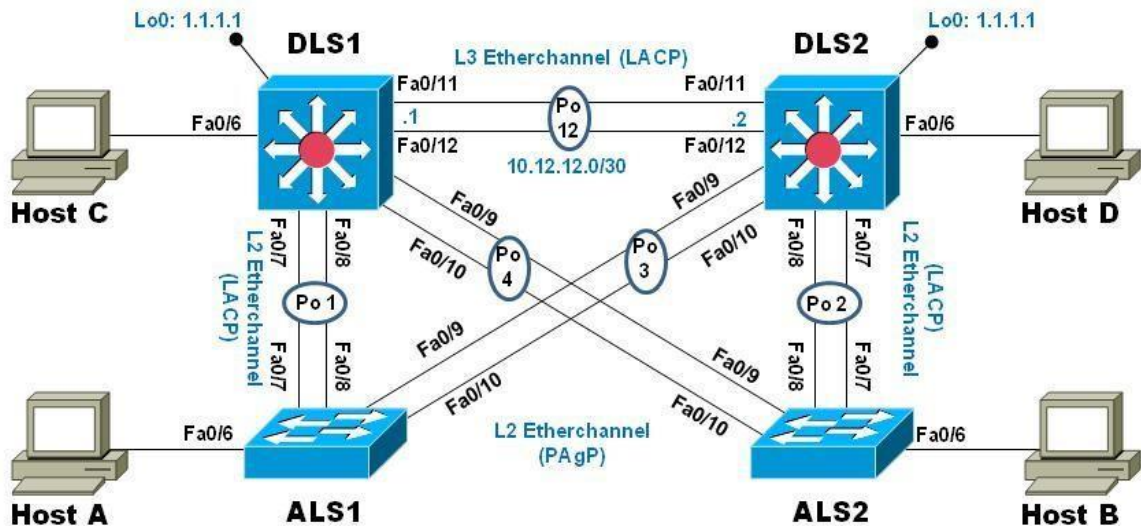 Lo0: 1.1.1.1
Lo0: 1.1.1.1
DLS1
DLS2
L3 Etherchannel (LACP)
Fa0/11
Fa0/11
Fa0/6
.1
Po
12
.2
Fa0/6
Fa0/12
Fa0/12
10.12.12.0/30
Host C
Host D
Fa0/9
Fa0/9
Fa0/10
Fa0/10
Po
4
Po
3
Fa0/7
Fa0/8
Fa0/8
Fa0/7
L2 Etherchannel
(LACP)
L2 Etherchannel
(LACP)
Po 1
Po 2
Fa0/7
Fa0/8
Fa0/9
Fa0/10
Fa0/9
Fa0/10
Fa0/8
Fa0/7
Fa0/6
L2 Etherchannel
(PAgP)
Fa0/6
Host A
ALS1
ALS2
Host B